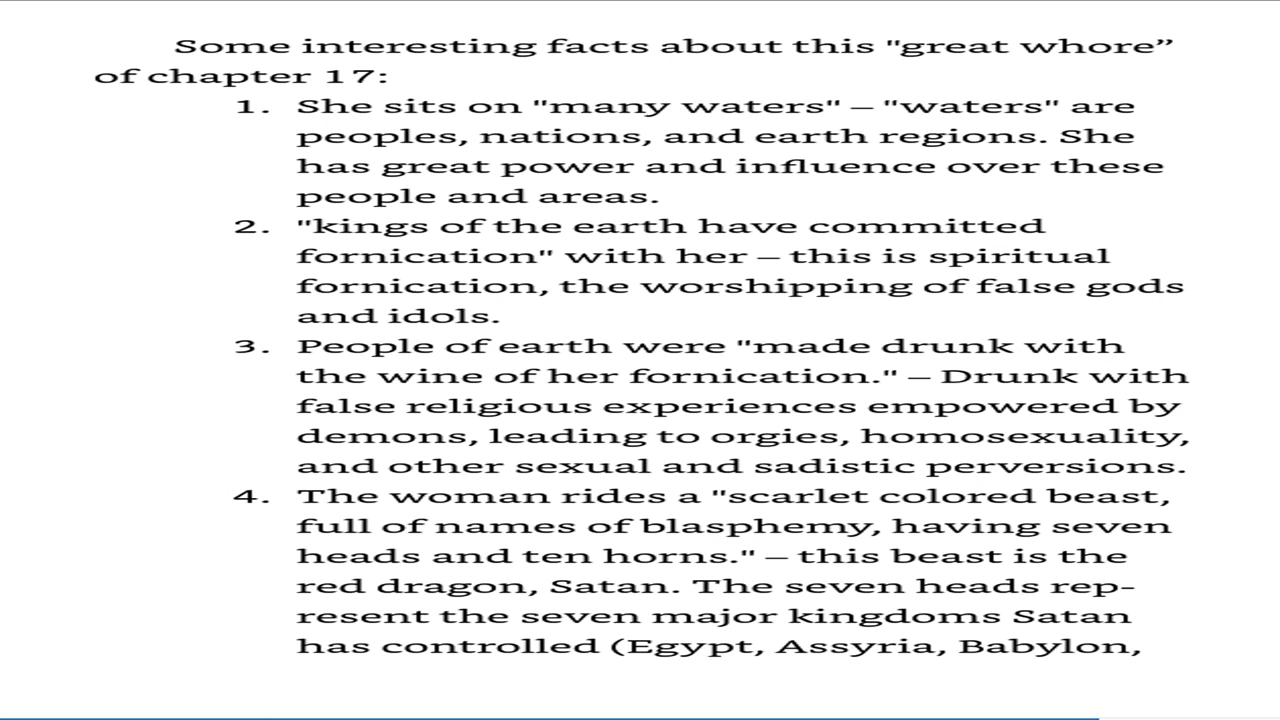 Some interesting facts about this "great whore”
of chapter 17:
1. She sits on "many waters" – "waters" are
peoples, nations, and earth regions. She
has great power and influence over these
people and areas.
2. "kings of the earth have committed
fornication" with her – this is spiritual
fornication, the worshipping of false gods
and idols.
3. People of earth were "made drunk with
the wine of her fornication." – Drunk with
false religious experiences empowered by
demons, leading to orgies, homosexuality,
and other sexual and sadistic perversions.
4. The woman rides a "scarlet colored beast,
full of names of blasphemy, having seven
heads and ten horns." – this beast is the
red dragon, Satan. The seven heads rep-
resent the seven major kingdoms Satan
has controlled (Egypt, Assyria, Babylon,